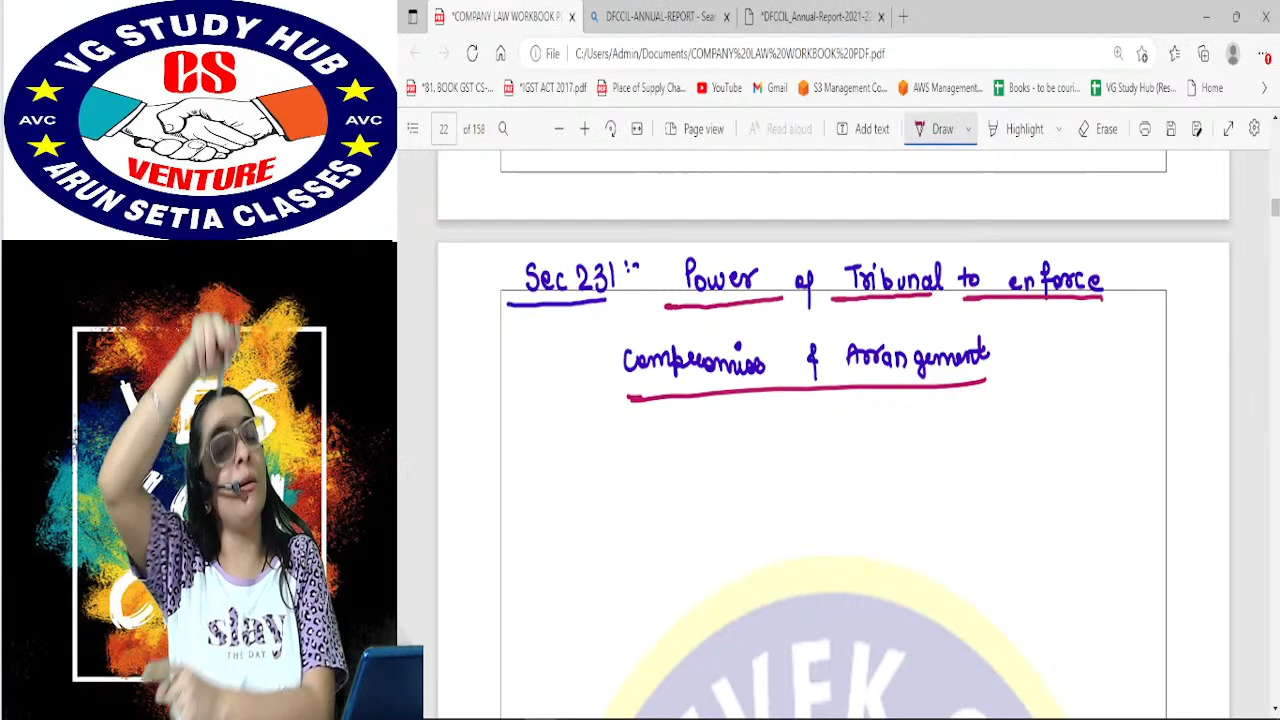 VG STUDY HUB
CS
AVC
AVC
VENTURE
ARUN SETIA CLASSES
slay
THE DAY
*COMPANY LAW WORKBOOK
DFCCIL-ANNUAL-REPORT - Sear
*DFCCIL_Annual-Report-2021-2
File
C:/Users/Admin/Documents/COMPANY%20LAW%20WORKBOOK%20PDF.pdf
*81. BOOK GST
*IGST ACT 2017.pdf
Place of Supply Cha...
YouTube
Gmail
S3 Management Co...
AWS Management...
Books - to be couri...
Study Hub (Res...
Home
22
of 158
Page view
Read aloud
Add text
Draw
Highlight
Erase
Sec 231 :-
Power of Tribunal to enforce
Compromise & Arrangement